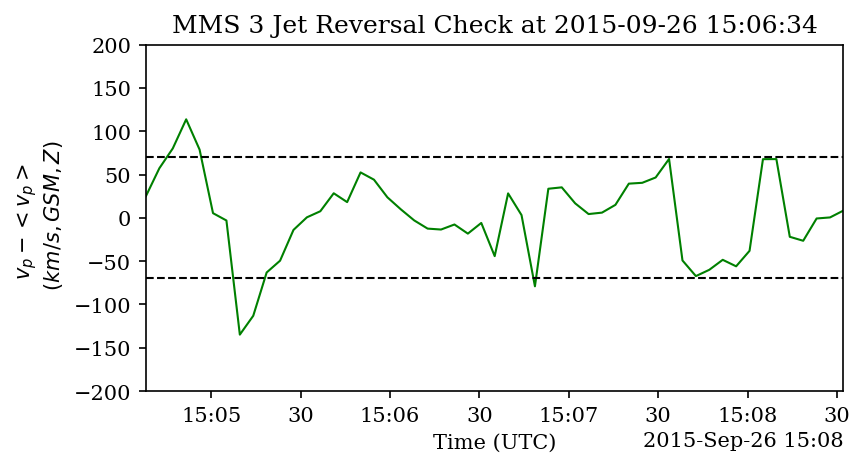 MMS 3 Jet Reversal Check at 2015-09-26 15:06:34
200
150
100
50
0
−50
−100
−150
−200
v_p − < v_p >
(km/s, GSM, Z)
15:05 30 15:06 30 15:07 30 15:08 30
Time (UTC) 2015-Sep-26 15:08